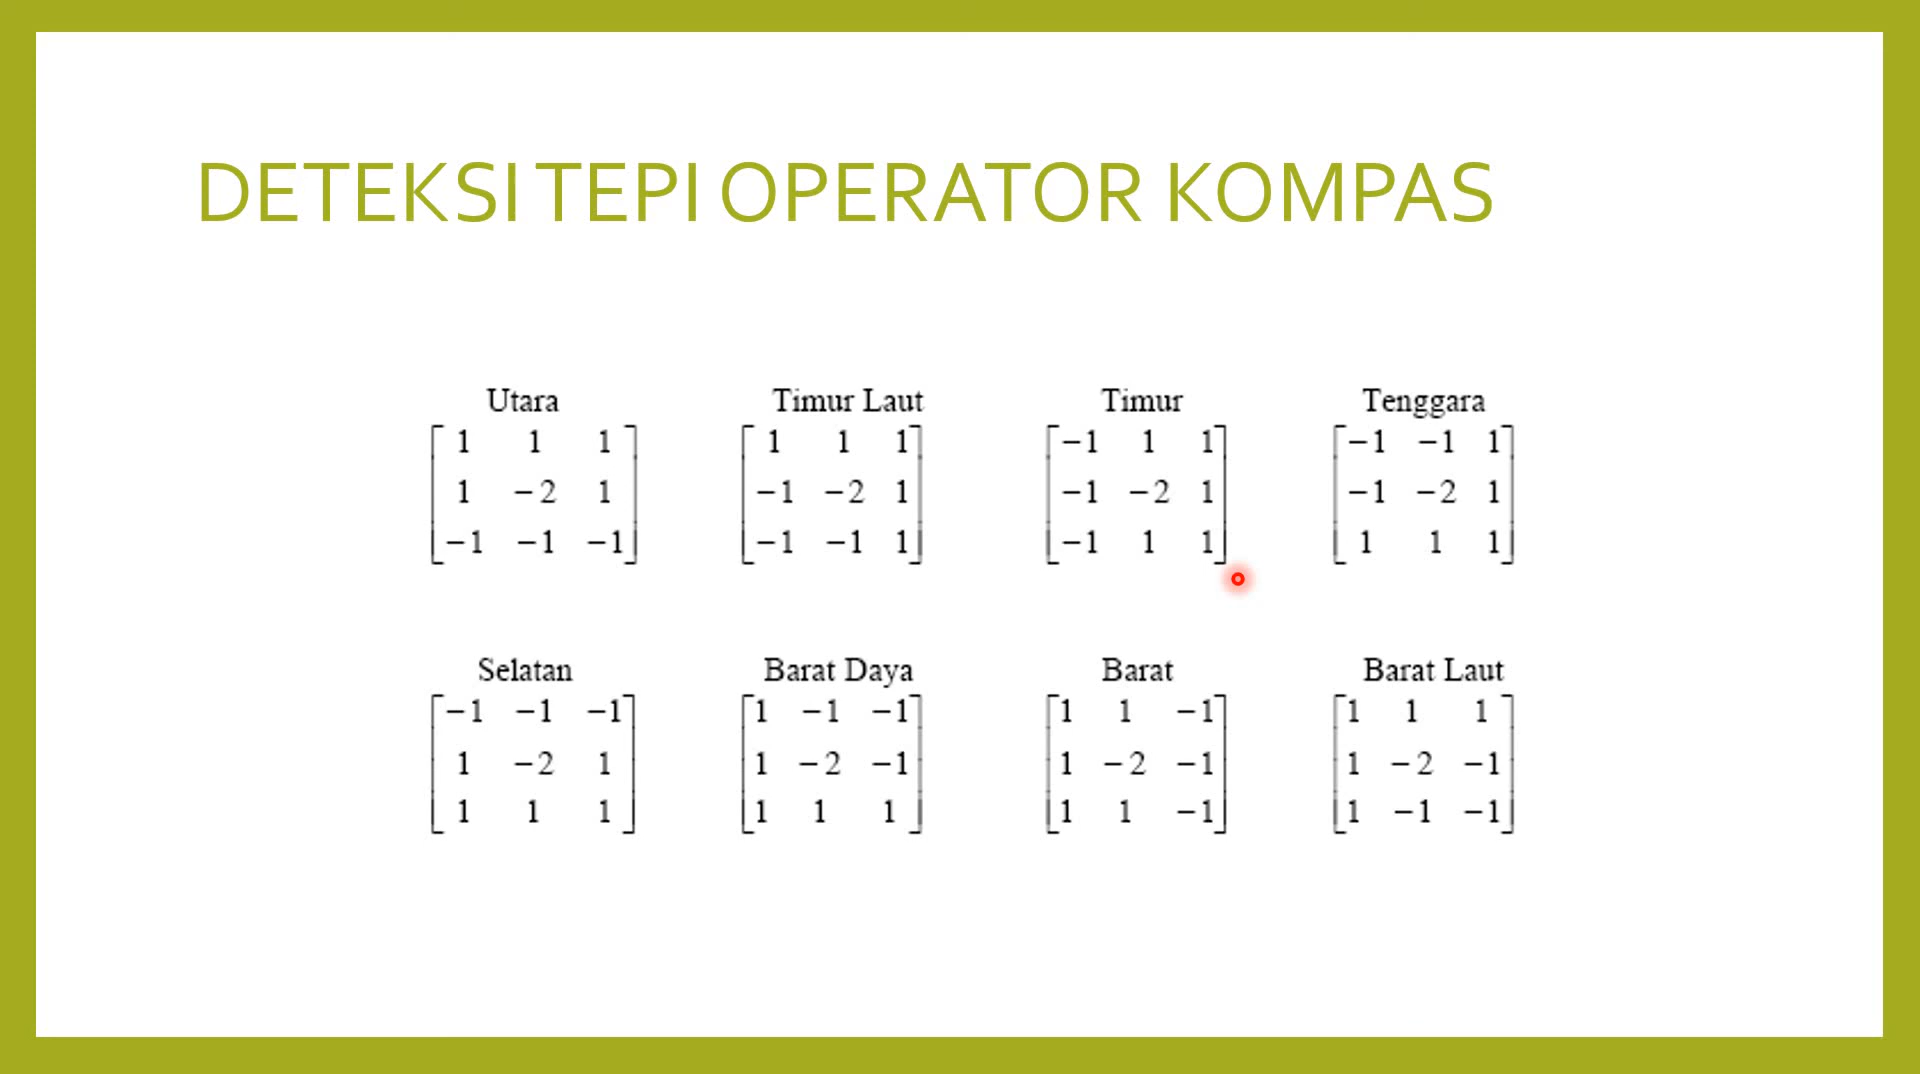 DETEKSI TEPI OPERATOR KOMPAS
Utara Timur Laut Timur Tenggara
1 1 1 1 1 1 −1 1 1 −1 −1 1
1 −2 1 −1 −2 1 −1 −2 1 −1 −2 1
−1 −1 −1 −1 −1 1 −1 1 1 1 1 1
Selatan Barat Daya Barat Barat Laut
−1 −1 −1 1 −1 −1 1 1 −1 1 1 1
1 −2 1 1 −2 −1 1 −2 −1 1 −2 −1
1 1 1 1 1 1 1 1 −1 1 −1 −1